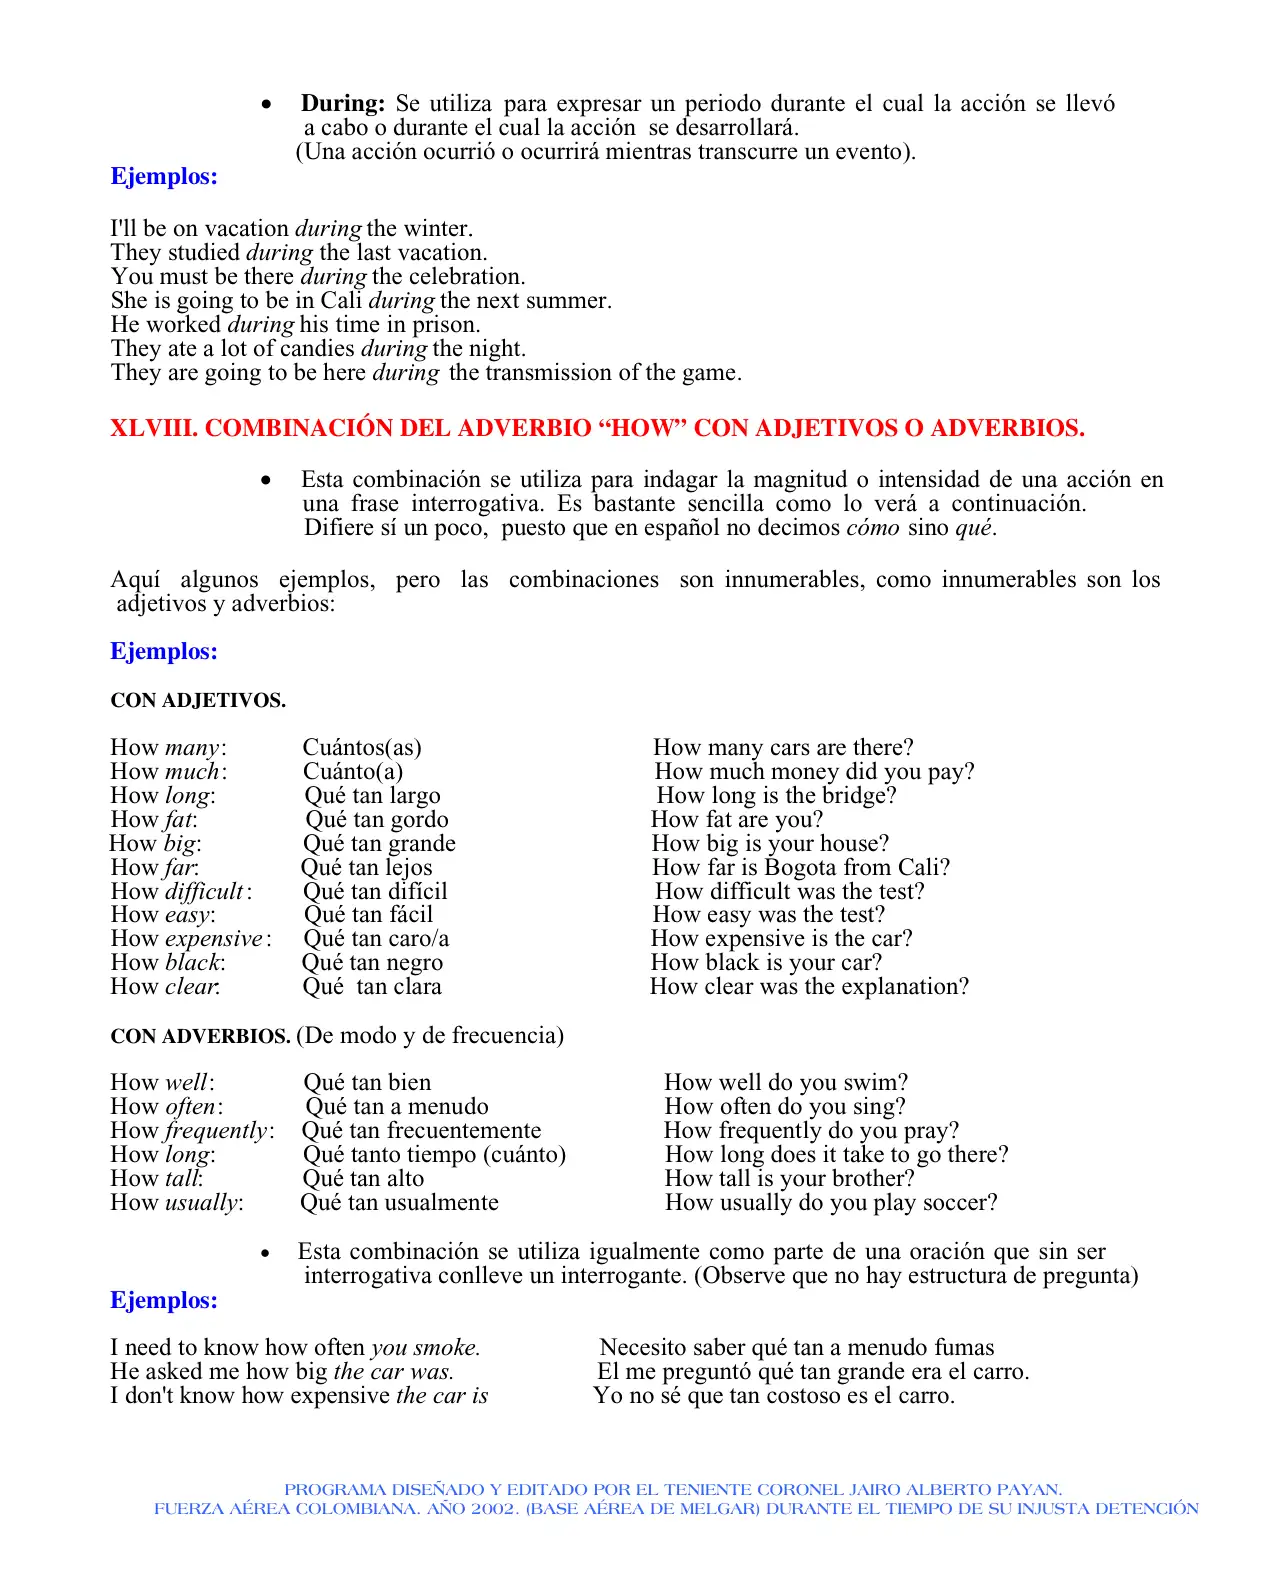 • During: Se utiliza para expresar un periodo durante el cual la acción se llevó
a cabo o durante el cual la acción se desarrollará.
(Una acción ocurrió o ocurrirá mientras transcurre un evento).
Ejemplos:
I'll be on vacation during the winter.
They studied during the last vacation.
You must be there during the celebration.
She is going to be in Cali during the next summer.
He worked during his time in prison.
They ate a lot of candies during the night.
They are going to be here during the transmission of the game.
XLVIII. COMBINACIÓN DEL ADVERBIO “HOW” CON ADJETIVOS O ADVERBIOS.
• Esta combinación se utiliza para indagar la magnitud o intensidad de una acción en
una frase interrogativa. Es bastante sencilla como lo verá a continuación.
Difiere sí un poco, puesto que en español no decimos cómo sino qué.
Aquí algunos ejemplos, pero las combinaciones son innumerables, como innumerables son los
adjetivos y adverbios:
Ejemplos:
CON ADJETIVOS.
How many: Cuántos(as) How many cars are there?
How much: Cuánto(a) How much money did you pay?
How long: Qué tan largo How long is the bridge?
How fat: Qué tan gordo How fat are you?
How big: Qué tan grande How big is your house?
How far: Qué tan lejos How far is Bogota from Cali?
How difficult: Qué tan difícil How difficult was the test?
How easy: Qué tan fácil How easy was the test?
How expensive: Qué tan caro/a How expensive is the car?
How black: Qué tan negro How black is your car?
How clear: Qué tan clara How clear was the explanation?
CON ADVERBIOS. (De modo y de frecuencia)
How well: Qué tan bien How well do you swim?
How often: Qué tan a menudo How often do you sing?
How frequently: Qué tan frecuentemente How frequently do you pray?
How long: Qué tanto tiempo (cuánto) How long does it take to go there?
How tall: Qué tan alto How tall is your brother?
How usually: Qué tan usualmente How usually do you play soccer?
• Esta combinación se utiliza igualmente como parte de una oración que sin ser
interrogativa conlleve un interrogante. (Observe que no hay estructura de pregunta)
Ejemplos:
I need to know how often you smoke. Necesito saber qué tan a menudo fumas
He asked me how big the car was. El me preguntó qué tan grande era el carro.
I don't know how expensive the car is Yo no sé que tan costoso es el carro.
PROGRAMA DISEÑADO Y EDITADO POR EL TENIENTE CORONEL JAIRO ALBERTO PAYAN.
FUERZA AÉREA COLOMBIANA. AÑO 2002. (BASE AÉREA DE MELGAR) DURANTE EL TIEMPO DE SU INJUSTA DETENCIÓN